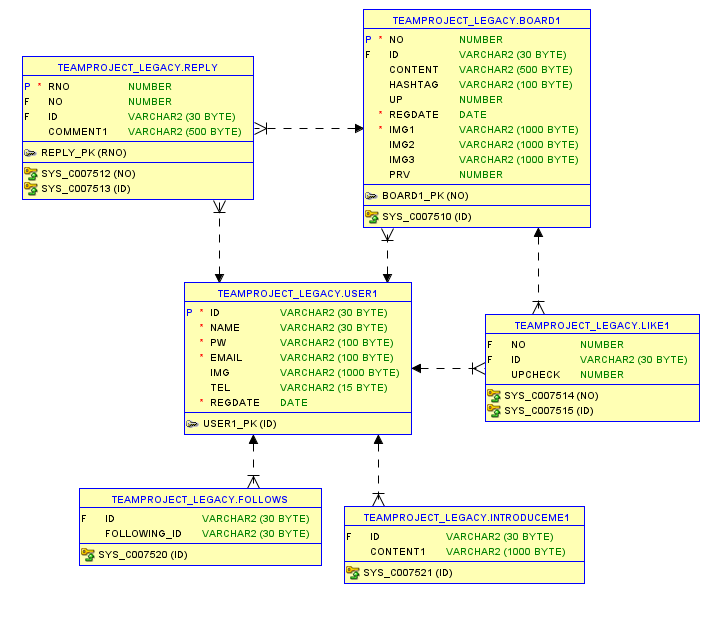 TEAMPROJECT_LEGACY.BOARD1
P * NO NUMBER
F ID VARCHAR2 (30 BYTE)
CONTENT VARCHAR2 (500 BYTE)
HASHTAG VARCHAR2 (100 BYTE)
UP NUMBER
* REGDATE DATE
* IMG1 VARCHAR2 (1000 BYTE)
IMG2 VARCHAR2 (1000 BYTE)
IMG3 VARCHAR2 (1000 BYTE)
PRV NUMBER
BOARD1_PK (NO)
SYS_C007510 (ID)
TEAMPROJECT_LEGACY.REPLY
P * RNO NUMBER
F NO NUMBER
F ID VARCHAR2 (30 BYTE)
COMMENT1 VARCHAR2 (500 BYTE)
REPLY_PK (RNO)
SYS_C007512 (NO)
SYS_C007513 (ID)
TEAMPROJECT_LEGACY.USER1
P * ID VARCHAR2 (30 BYTE)
* NAME VARCHAR2 (30 BYTE)
* PW VARCHAR2 (100 BYTE)
* EMAIL VARCHAR2 (100 BYTE)
IMG VARCHAR2 (1000 BYTE)
TEL VARCHAR2 (15 BYTE)
* REGDATE DATE
USER1_PK (ID)
TEAMPROJECT_LEGACY.LIKE1
F NO NUMBER
F ID VARCHAR2 (30 BYTE)
UPCHECK NUMBER
SYS_C007514 (NO)
SYS_C007515 (ID)
TEAMPROJECT_LEGACY.FOLLOWS
F ID VARCHAR2 (30 BYTE)
FOLLOWING_ID VARCHAR2 (30 BYTE)
SYS_C007520 (ID)
TEAMPROJECT_LEGACY.INTRODUCEME1
F ID VARCHAR2 (30 BYTE)
CONTENT1 VARCHAR2 (1000 BYTE)
SYS_C007521 (ID)